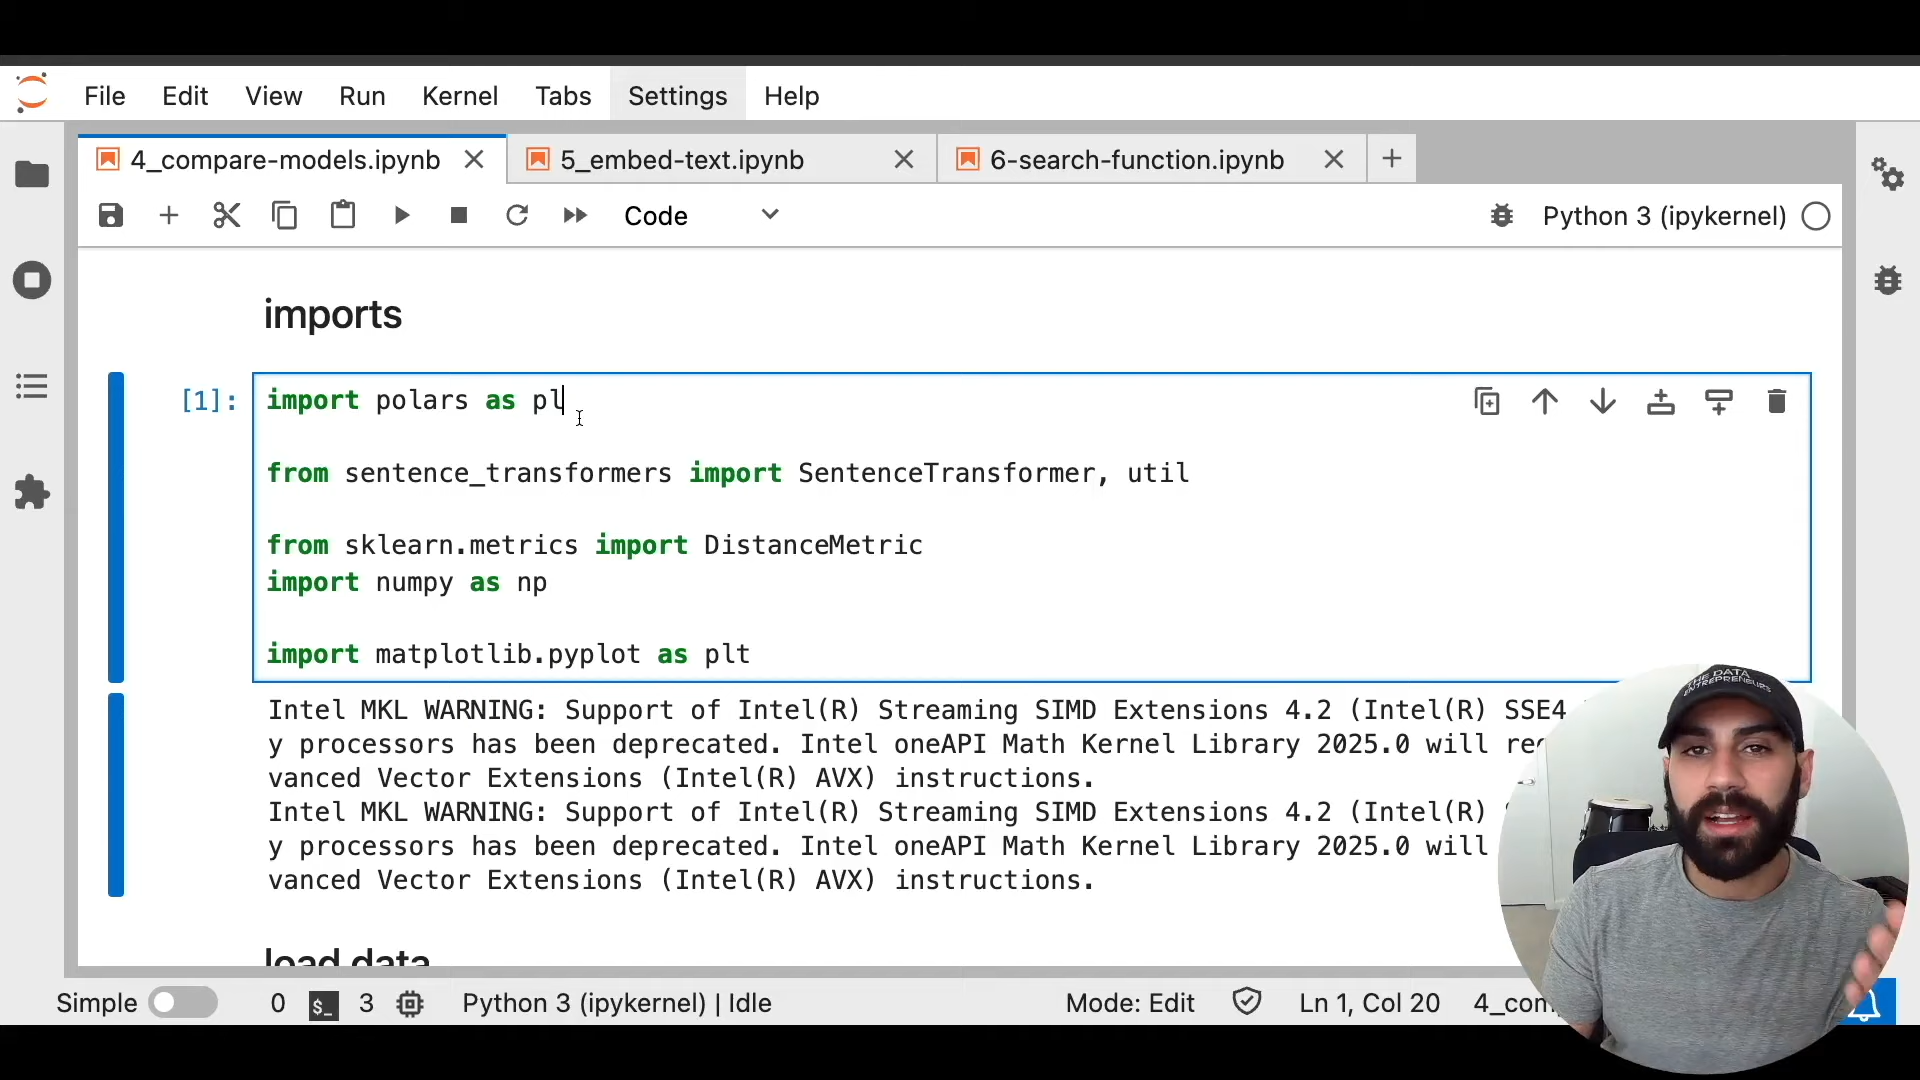 File Edit View Run Kernel Tabs Settings Help
4_compare-models.ipynb 5_embed-text.ipynb 6-search-function.ipynb
Code Python 3 (ipykernel)
imports
[1]: import polars as pl
from sentence_transformers import SentenceTransformer, util
from sklearn.metrics import DistanceMetric
import numpy as np
import matplotlib.pyplot as plt
Intel MKL WARNING: Support of Intel(R) Streaming SIMD Extensions 4.2 (Intel(R) SSE4
y processors has been deprecated. Intel oneAPI Math Kernel Library 2025.0 will
vanced Vector Extensions (Intel(R) AVX) instructions.
Intel MKL WARNING: Support of Intel(R) Streaming SIMD Extensions 4.2 (Intel(R)
y processors has been deprecated. Intel oneAPI Math Kernel Library 2025.0 will
vanced Vector Extensions (Intel(R) AVX) instructions.
load data
THE DATA
ENTREPRENEURS
Simple 0 $_ 3 Python 3 (ipykernel) | Idle Mode: Edit Ln 1, Col 20 4_com